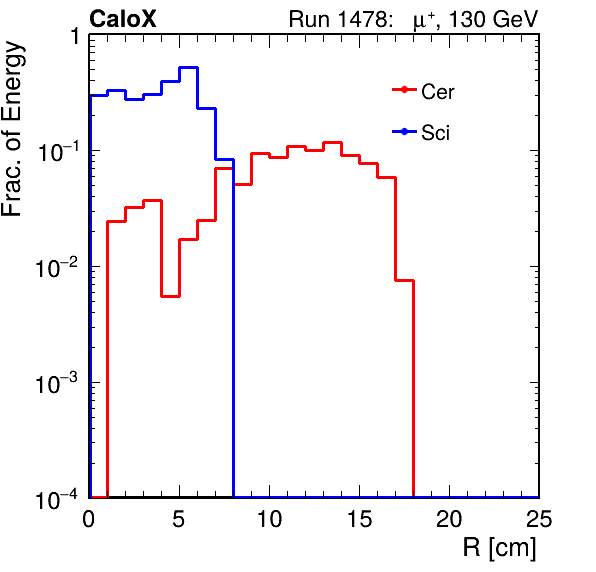 CaloX Run 1478: μ⁺, 130 GeV
Frac. of Energy
1
10⁻¹
10⁻²
10⁻³
10⁻⁴
Cer
Sci
0 5 10 15 20 25
R [cm]